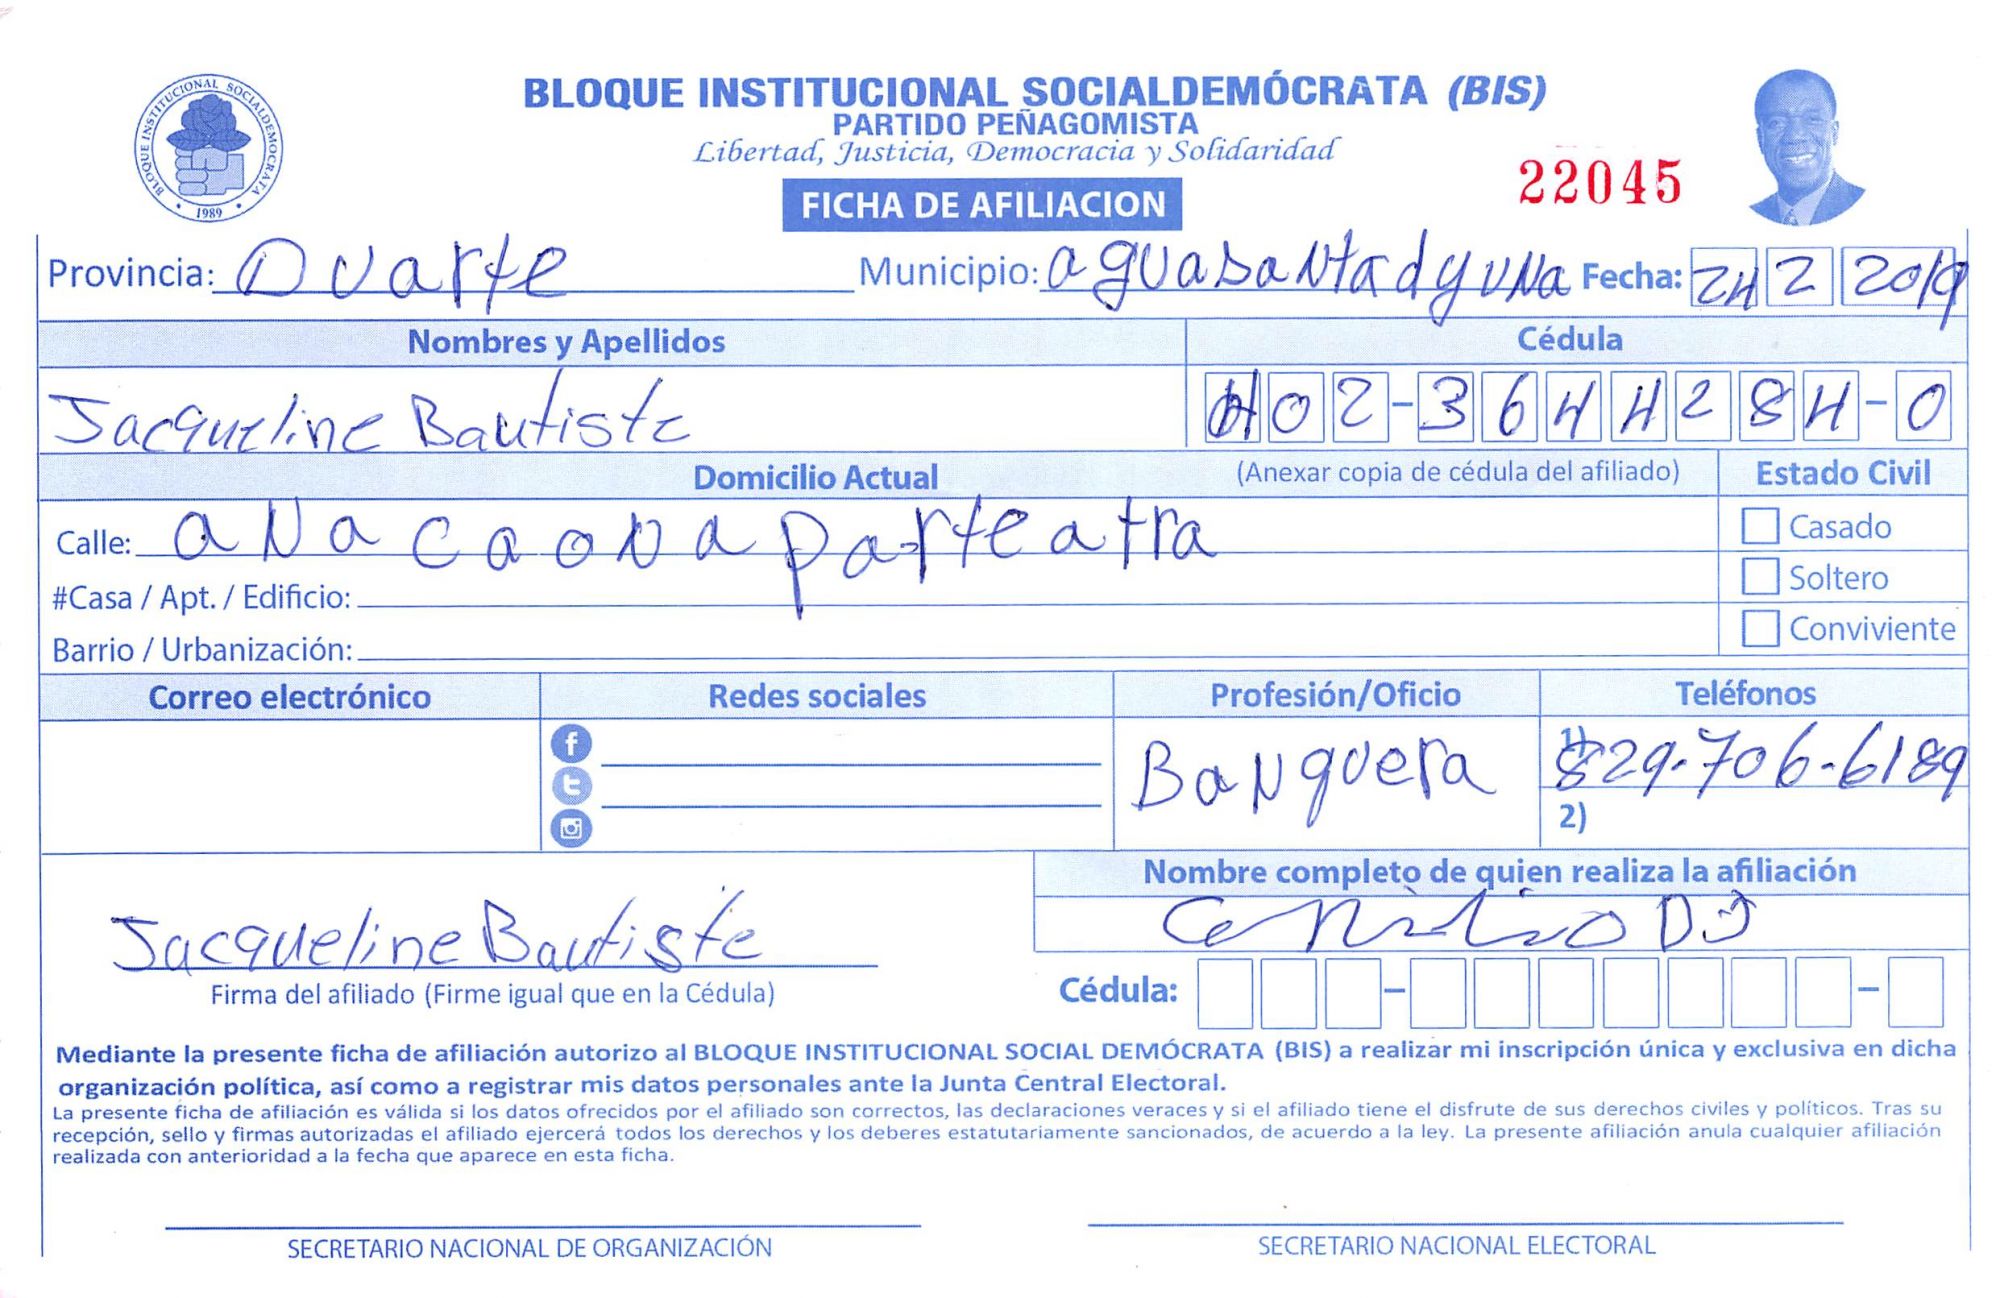 BLOQUE INSTITUCIONAL SOCIALDEMOCRATA
1989
BLOQUE INSTITUCIONAL SOCIALDEMÓCRATA (BIS)
PARTIDO PEÑAGOMISTA
Libertad, Justicia, Democracia y Solidaridad
FICHA DE AFILIACION
22045
Provincia: Duarte Municipio: aguasantadyuna Fecha: 24 2 2019
Nombres y Apellidos Cédula
Jacqueline Bautiste 402-3644284-0
Domicilio Actual (Anexar copia de cédula del afiliado) Estado Civil
Calle: anacaona parteatra Casado
#Casa / Apt. / Edificio: Soltero
Barrio / Urbanización: Conviviente
Correo electrónico Redes sociales Profesión/Oficio Teléfonos
Banquera 1) 829-706-6189
2)
Nombre completo de quien realiza la afiliación
DJ
Jacqueline Bautiste
Firma del afiliado (Firme igual que en la Cédula) Cédula: - -
Mediante la presente ficha de afiliación autorizo al BLOQUE INSTITUCIONAL SOCIAL DEMÓCRATA (BIS) a realizar mi inscripción única y exclusiva en dicha
organización política, así como a registrar mis datos personales ante la Junta Central Electoral.
La presente ficha de afiliación es válida si los datos ofrecidos por el afiliado son correctos, las declaraciones veraces y si el afiliado tiene el disfrute de sus derechos civiles y políticos. Tras su
recepción, sello y firmas autorizadas el afiliado ejercerá todos los derechos y los deberes estatutariamente sancionados, de acuerdo a la ley. La presente afiliación anula cualquier afiliación
realizada con anterioridad a la fecha que aparece en esta ficha.
SECRETARIO NACIONAL DE ORGANIZACIÓN SECRETARIO NACIONAL ELECTORAL